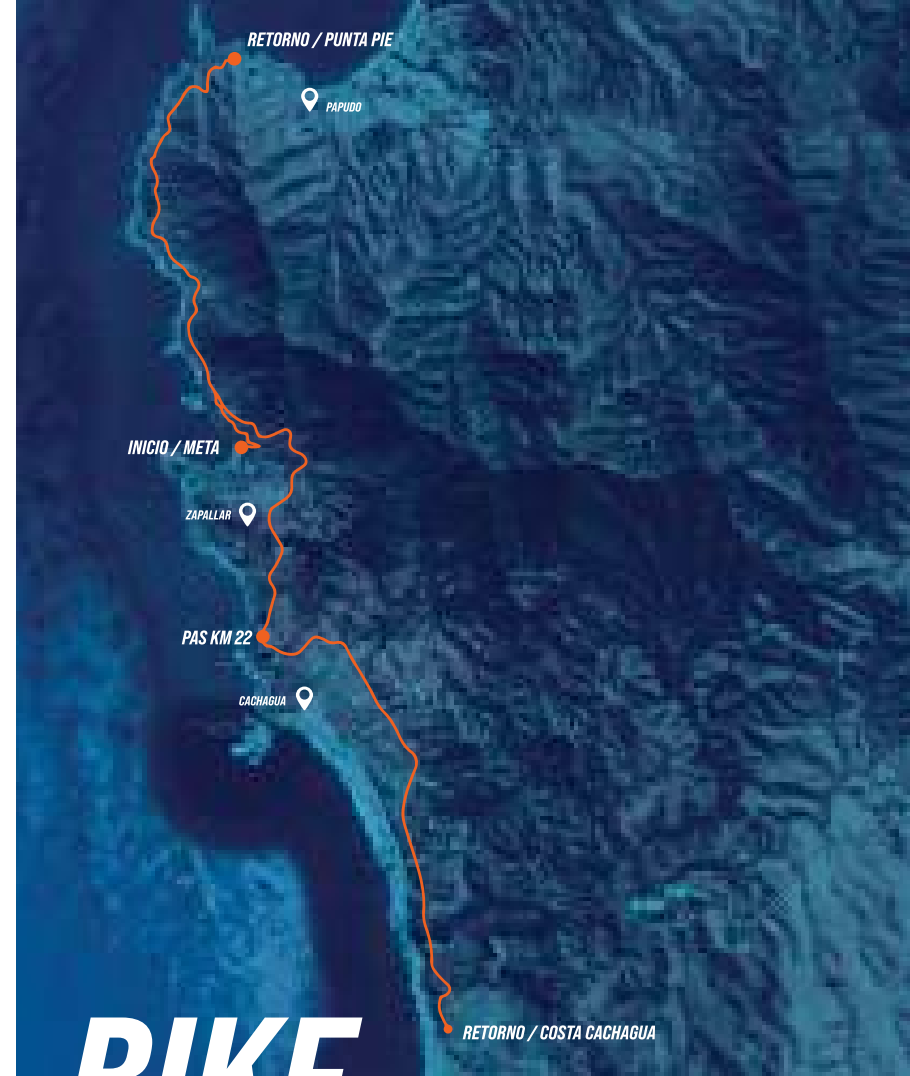 RETORNO / PUNTA PIE
PAPUDO
INICIO / META
ZAPALLAR
PAS KM 22
CACHAGUA
RETORNO / COSTA CACHAGUA
BIKE